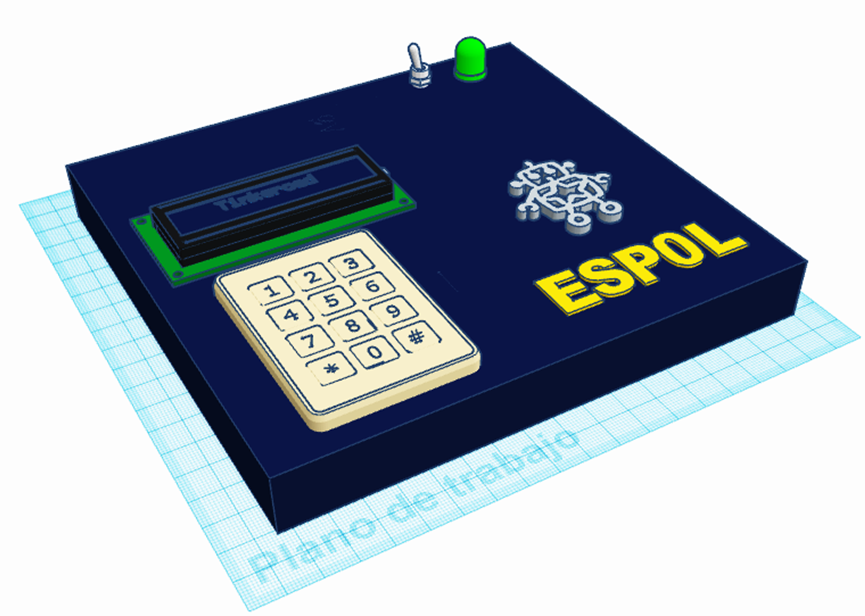 Tinkercad
1 2 3
4 5 6
7 8 9
* 0 #
ESPOL
Plano de trabajo